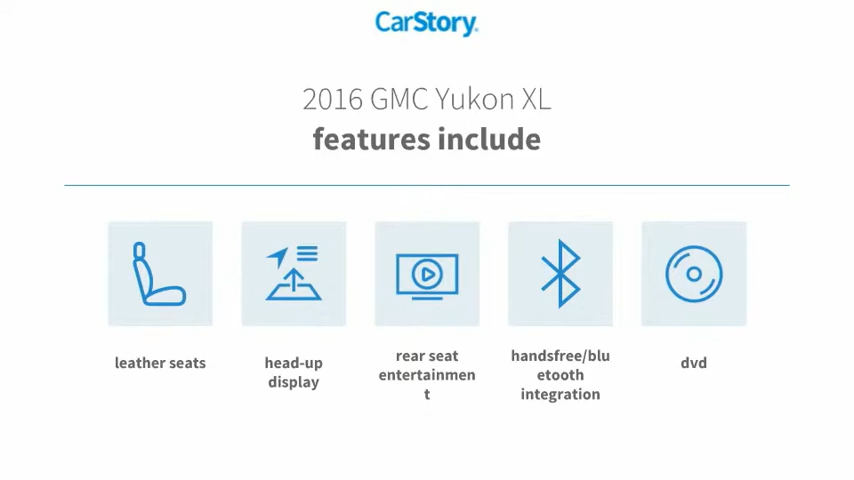 CarStory.
2016 GMC Yukon XL
features include
leather seats
head-up
display
rear seat
entertainmen
t
handsfree/blu
etooth
integration
dvd